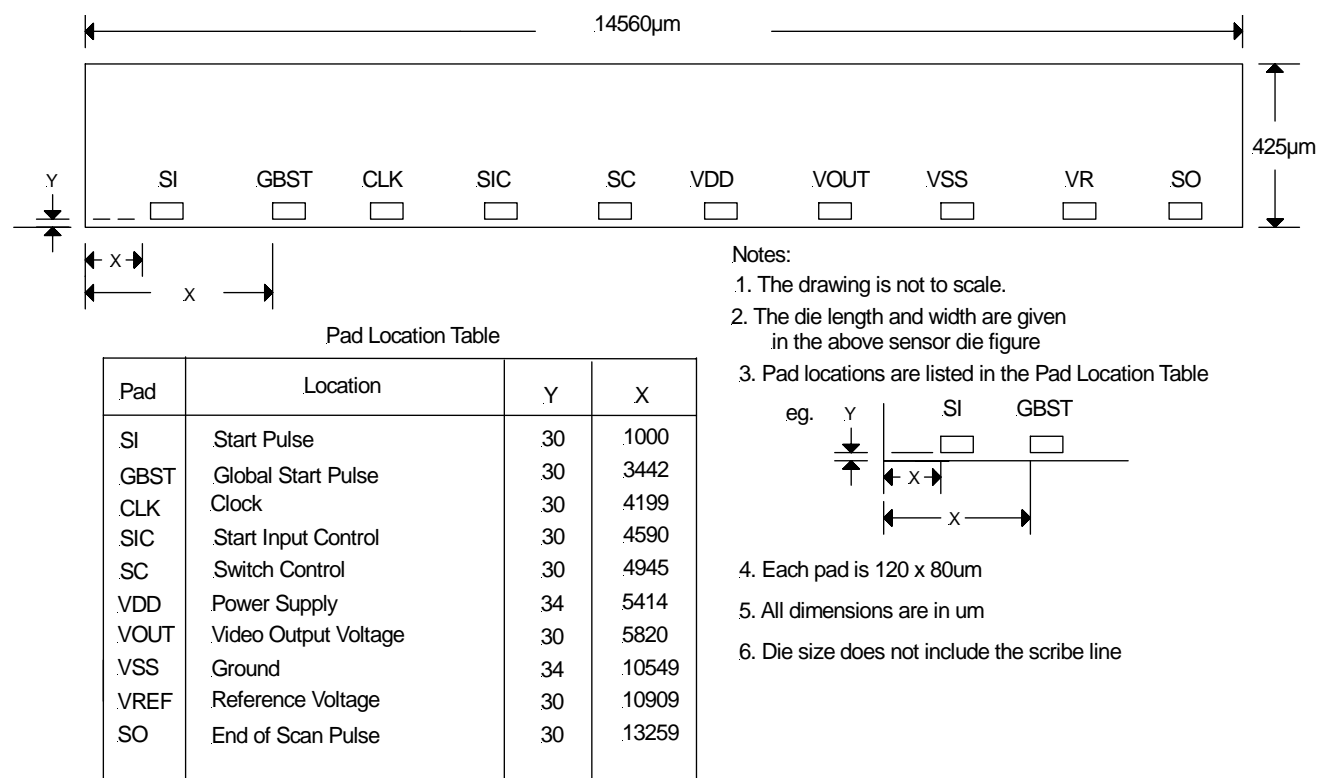 14560µm
425µm
Y
SI GBST CLK SIC SC VDD VOUT VSS VR SO
X
X
Notes:
1. The drawing is not to scale.
2. The die length and width are given
in the above sensor die figure
3. Pad locations are listed in the Pad Location Table
eg. Y SI GBST
X
X
4. Each pad is 120 x 80um
5. All dimensions are in um
6. Die size does not include the scribe line
Pad Location Table
Pad Location Y X
SI Start Pulse 30 1000
GBST Global Start Pulse 30 3442
CLK Clock 30 4199
SIC Start Input Control 30 4590
SC Switch Control 30 4945
VDD Power Supply 34 5414
VOUT Video Output Voltage 30 5820
VSS Ground 34 10549
VREF Reference Voltage 30 10909
SO End of Scan Pulse 30 13259